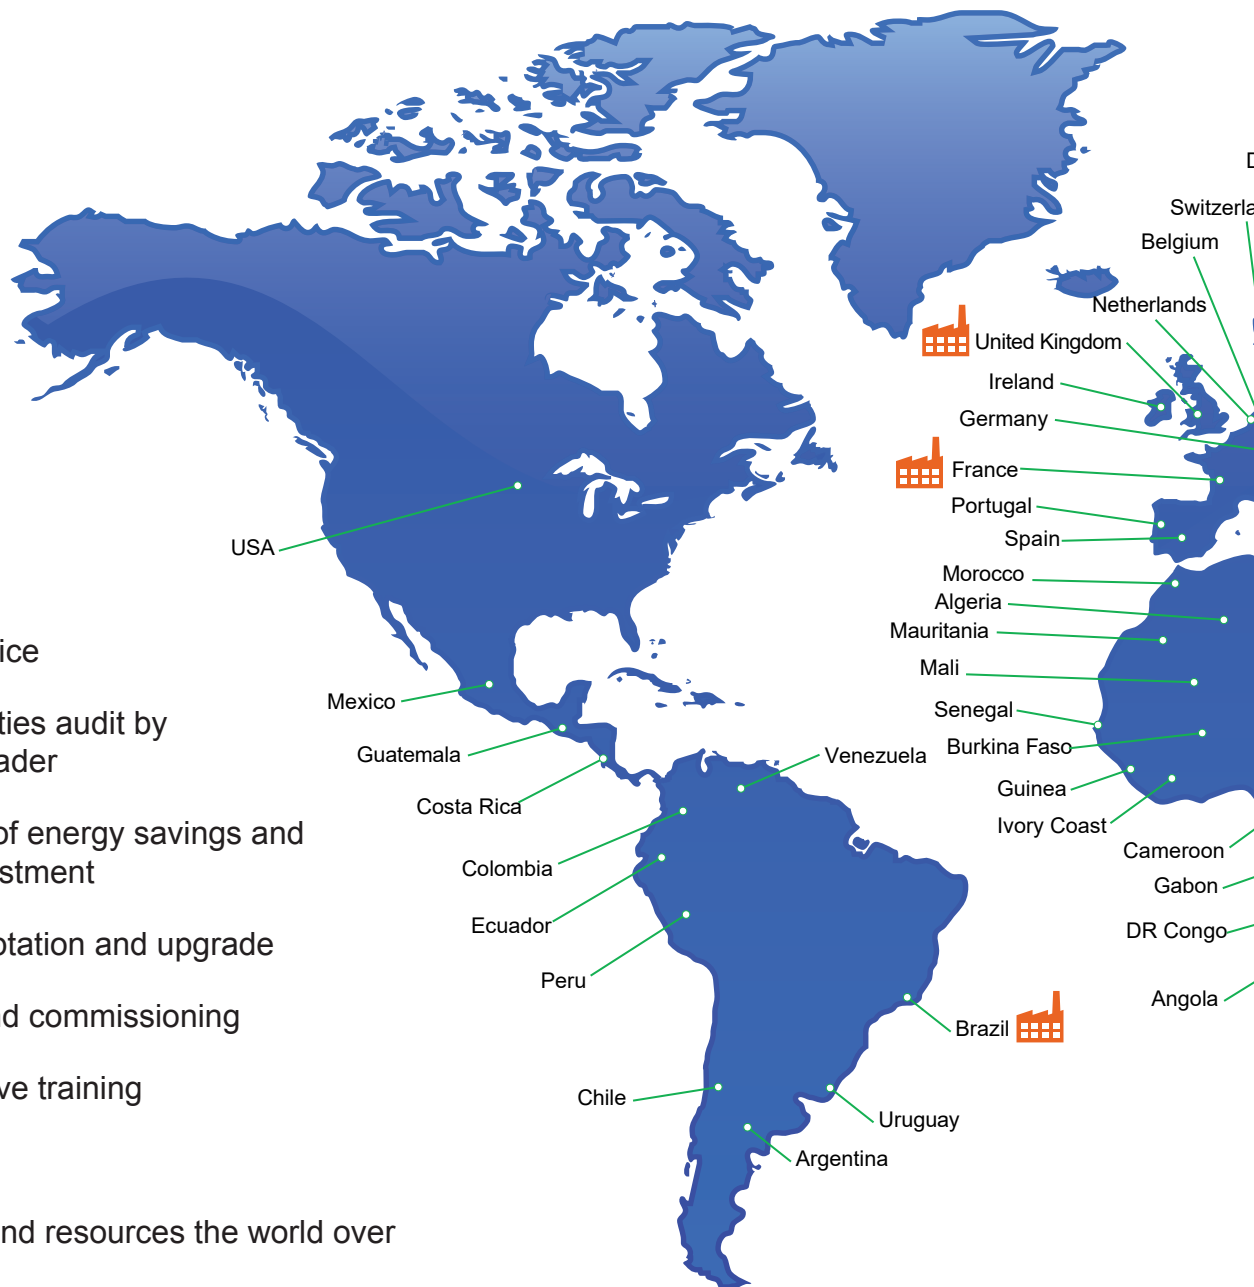 D
Switzerla
Belgium
Netherlands
United Kingdom
Ireland
Germany
France
Portugal
Spain
USA
Morocco
Algeria
Mauritania
Mali
Mexico
Senegal
Guatemala
Venezuela
Burkina Faso
Guinea
Costa Rica
Ivory Coast
Colombia
Cameroon
Gabon
Ecuador
DR Congo
Peru
Angola
Brazil
Chile
Uruguay
Argentina
ice
ties audit by
ader
of energy savings and
stment
otation and upgrade
nd commissioning
ve training
nd resources the world over